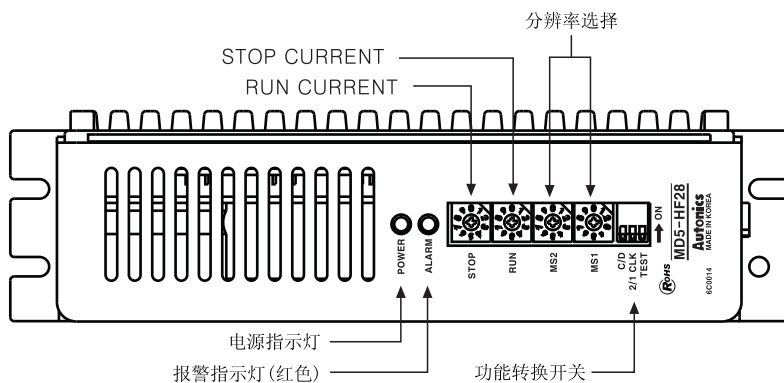 分辨率选择
STOP CURRENT
RUN CURRENT
POWER
ALARM
STOP
RUN
MS2
MS1
C/D
2/1 CLK
TEST
ON
RoHS
MD5-HF28
Autonics
MADE IN KOREA
6C0014
电源指示灯
报警指示灯(红色)
功能转换开关